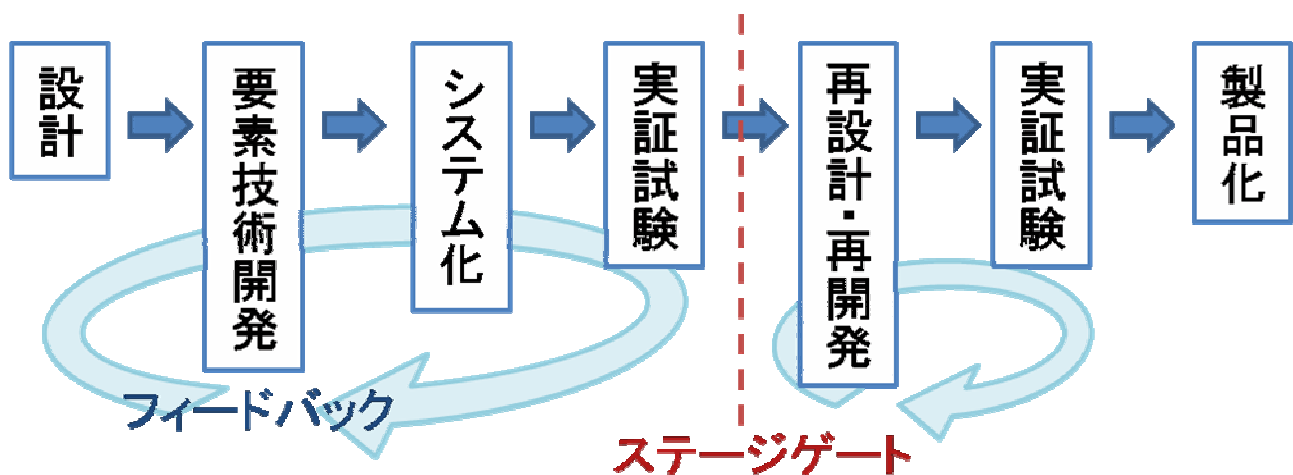 設計
要素技術開発
システム化
実証試験
再設計・再開発
実証試験
製品化
フィードバック
ステージゲート